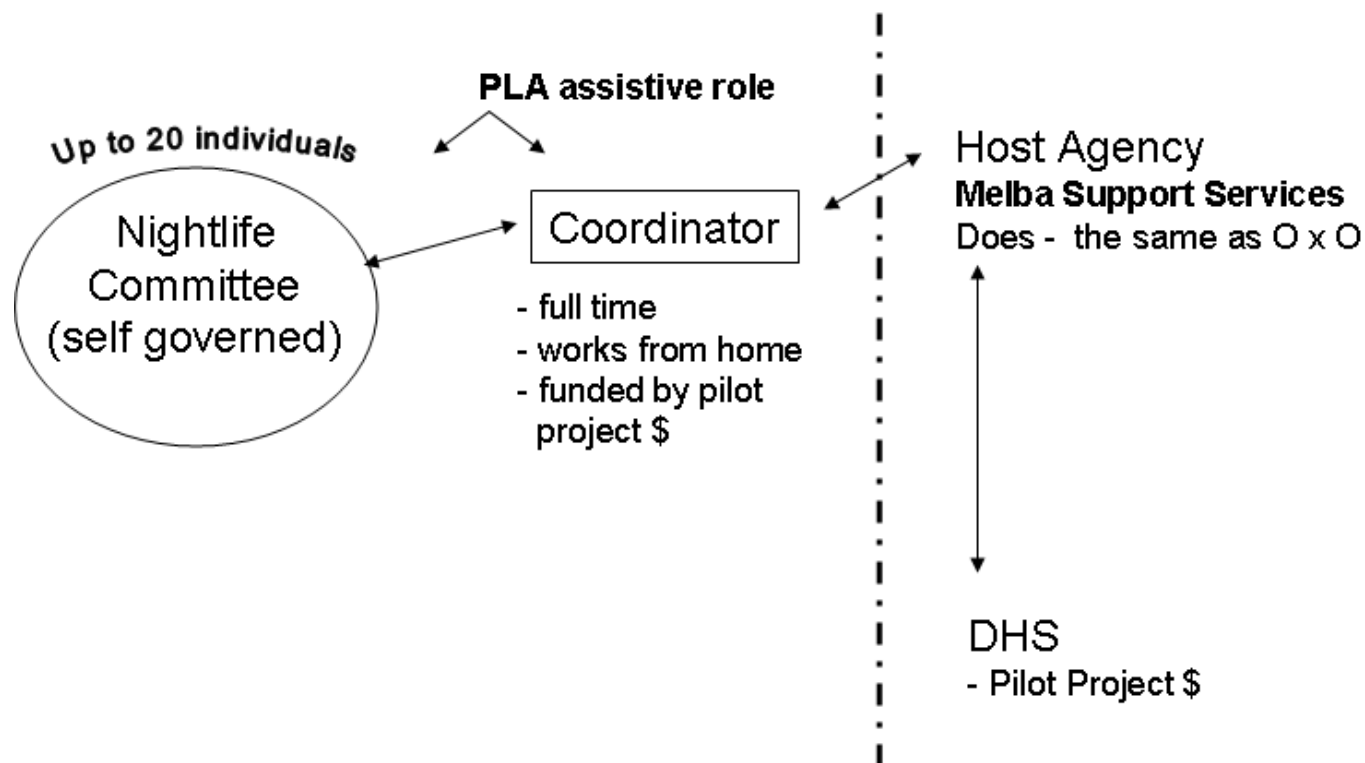 PLA assistive role
Up to 20 individuals
Nightlife
Committee
(self governed)
Coordinator
- full time
- works from home
- funded by pilot
project $
Host Agency
Melba Support Services
Does - the same as O x O
DHS
- Pilot Project $